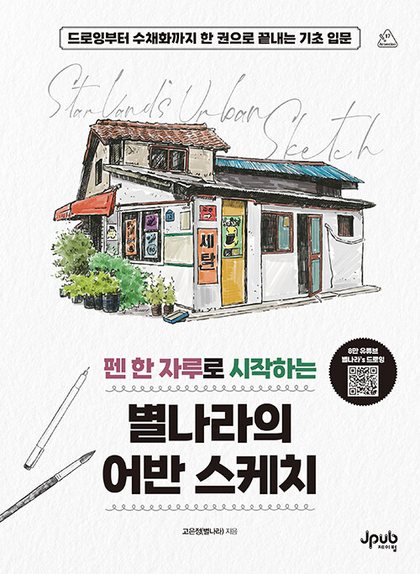 드로잉부터 수채화까지 한 권으로 끝내는 기초 입문
Starland's Urban
Sketch
세탁
펜 한 자루로 시작하는
6만 유튜브
별나라's 드로잉
별나라의
어반 스케치
고은정(별나라) 지음
Jpub
제이펍